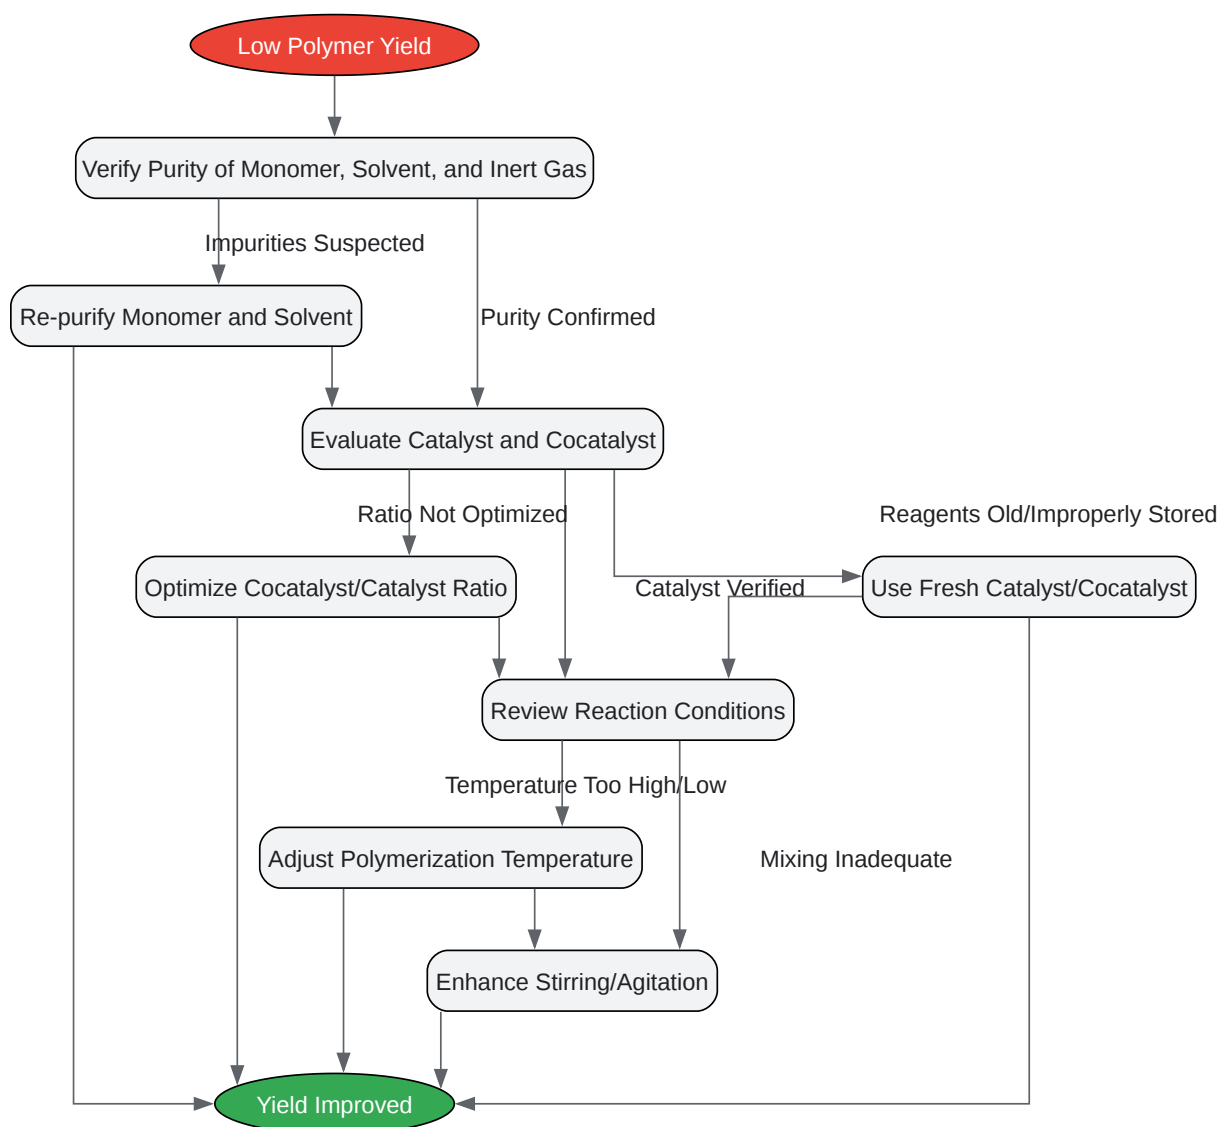 Low Polymer Yield
Verify Purity of Monomer, Solvent, and Inert Gas
Impurities Suspected
Re-purify Monomer and Solvent
Purity Confirmed
Evaluate Catalyst and Cocatalyst
Ratio Not Optimized
Reagents Old/Improperly Stored
Optimize Cocatalyst/Catalyst Ratio
Catalyst Verified
Use Fresh Catalyst/Cocatalyst
Review Reaction Conditions
Temperature Too High/Low
Adjust Polymerization Temperature
Mixing Inadequate
Enhance Stirring/Agitation
Yield Improved